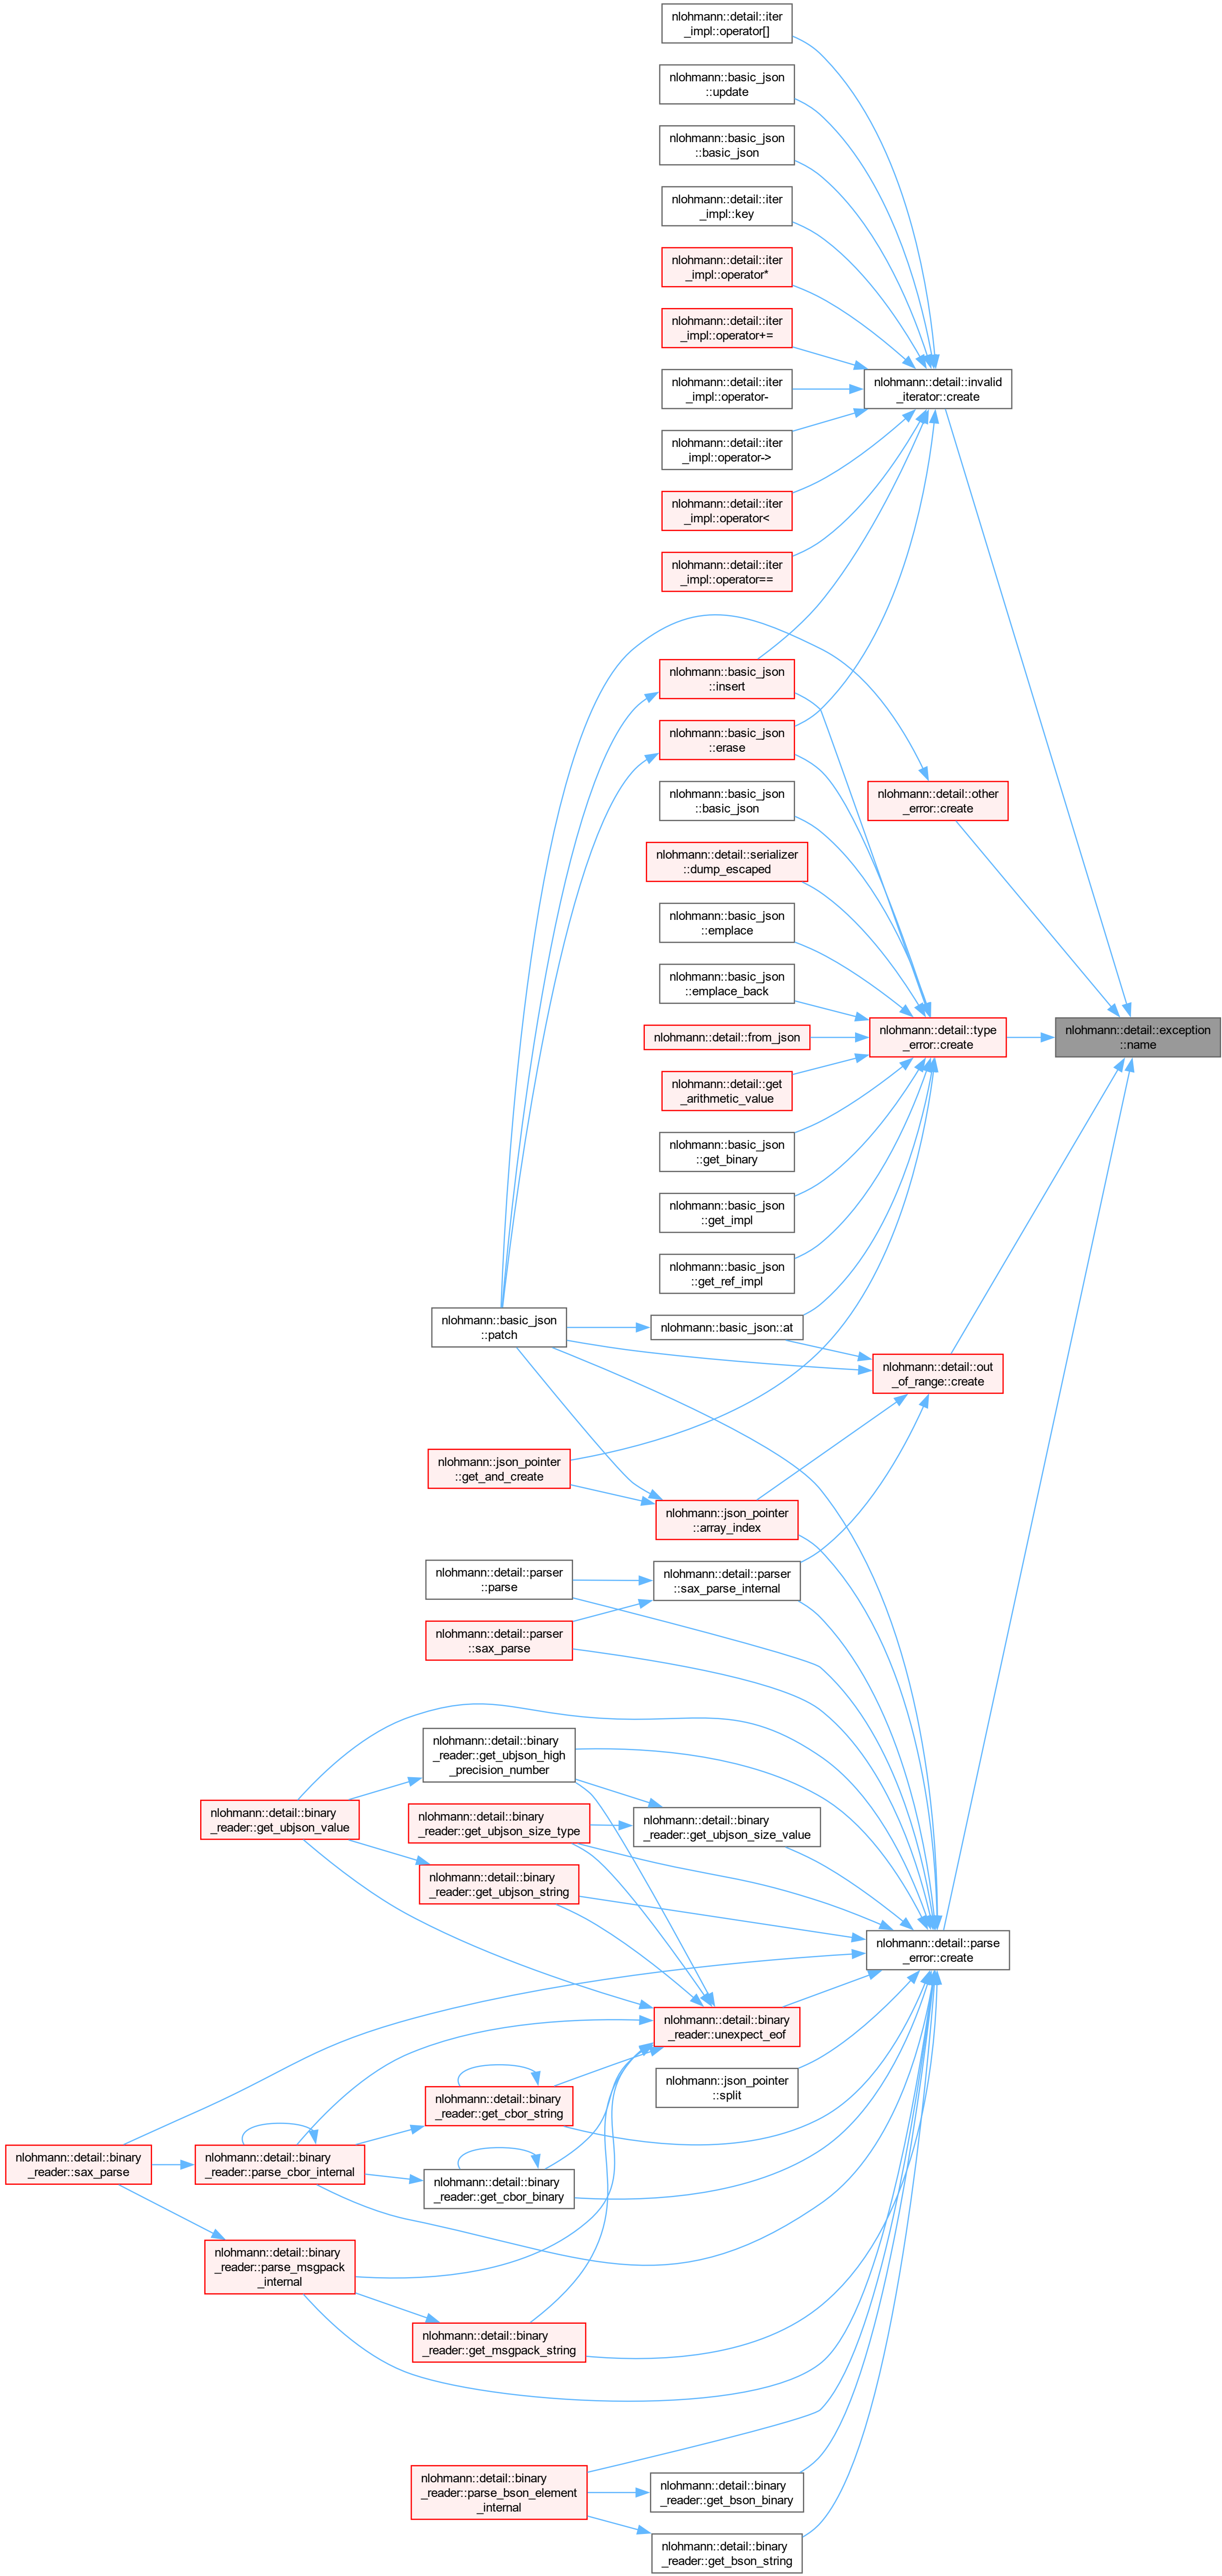 nlohmann::detail::iter
_impl::operator[]
nlohmann::basic_json
::update
nlohmann::basic_json
::basic_json
nlohmann::detail::iter
_impl::key
nlohmann::detail::iter
_impl::operator*
nlohmann::detail::iter
_impl::operator+=
nlohmann::detail::iter
_impl::operator-
nlohmann::detail::invalid
_iterator::create
nlohmann::detail::iter
_impl::operator->
nlohmann::detail::iter
_impl::operator<
nlohmann::detail::iter
_impl::operator==
nlohmann::basic_json
::insert
nlohmann::basic_json
::erase
nlohmann::basic_json
::basic_json
nlohmann::detail::other
_error::create
nlohmann::detail::serializer
::dump_escaped
nlohmann::basic_json
::emplace
nlohmann::basic_json
::emplace_back
nlohmann::detail::from_json
nlohmann::detail::type
_error::create
nlohmann::detail::exception
::name
nlohmann::detail::get
_arithmetic_value
nlohmann::basic_json
::get_binary
nlohmann::basic_json
::get_impl
nlohmann::basic_json
::get_ref_impl
nlohmann::basic_json
::patch
nlohmann::basic_json::at
nlohmann::detail::out
_of_range::create
nlohmann::json_pointer
::get_and_create
nlohmann::json_pointer
::array_index
nlohmann::detail::parser
::parse
nlohmann::detail::parser
::sax_parse_internal
nlohmann::detail::parser
::sax_parse
nlohmann::detail::binary
_reader::get_ubjson_high
_precision_number
nlohmann::detail::binary
_reader::get_ubjson_value
nlohmann::detail::binary
_reader::get_ubjson_size_type
nlohmann::detail::binary
_reader::get_ubjson_size_value
nlohmann::detail::binary
_reader::get_ubjson_string
nlohmann::detail::parse
_error::create
nlohmann::detail::binary
_reader::unexpect_eof
nlohmann::json_pointer
::split
nlohmann::detail::binary
_reader::get_cbor_string
nlohmann::detail::binary
_reader::sax_parse
nlohmann::detail::binary
_reader::parse_cbor_internal
nlohmann::detail::binary
_reader::get_cbor_binary
nlohmann::detail::binary
_reader::parse_msgpack
_internal
nlohmann::detail::binary
_reader::get_msgpack_string
nlohmann::detail::binary
_reader::parse_bson_element
_internal
nlohmann::detail::binary
_reader::get_bson_binary
nlohmann::detail::binary
_reader::get_bson_string